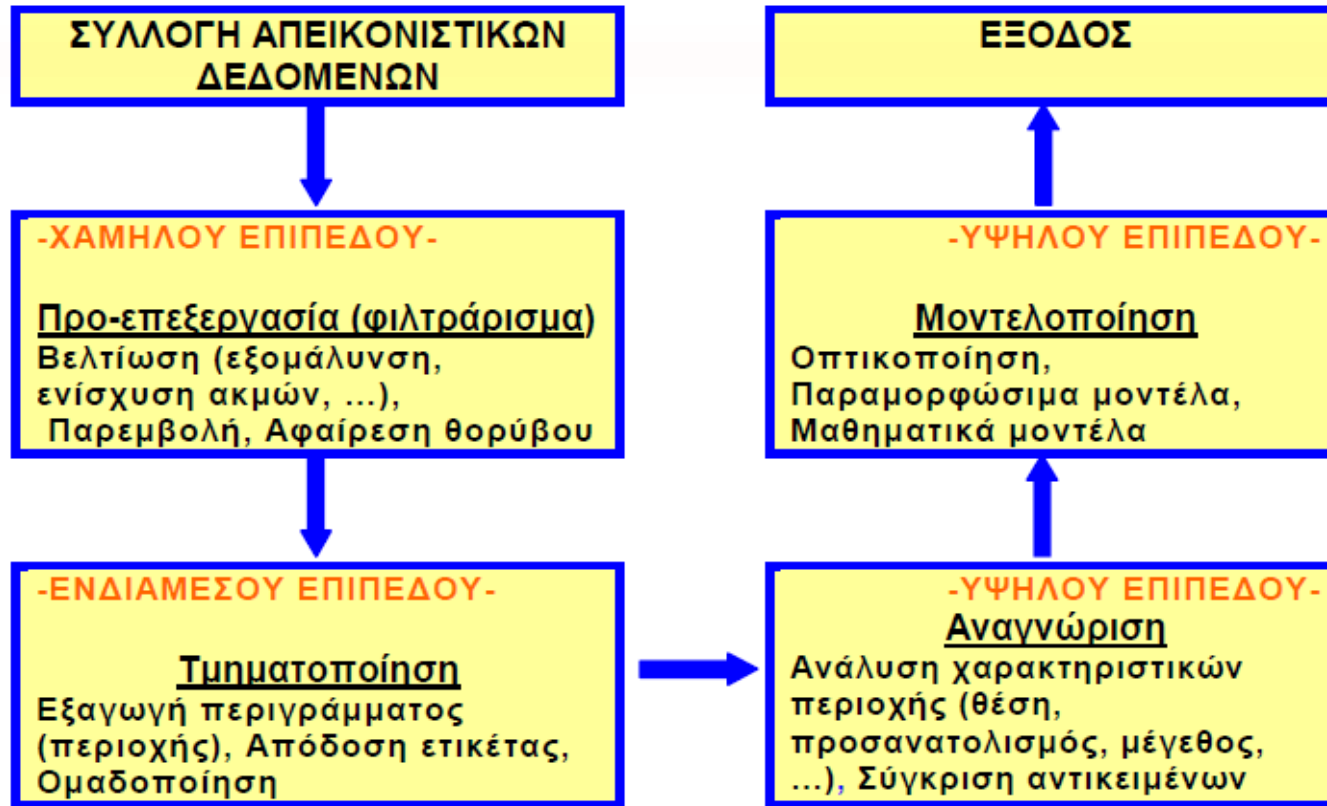 ΣΥΛΛΟΓΗ ΑΠΕΙΚΟΝΙΣΤΙΚΩΝ
ΔΕΔΟΜΕΝΩΝ
-ΧΑΜΗΛΟΥ ΕΠΙΠΕΔΟΥ-
Προ-επεξεργασία (φιλτράρισμα)
Βελτίωση (εξομάλυνση,
ενίσχυση ακμών, ...),
Παρεμβολή, Αφαίρεση θορύβου
-ΕΝΔΙΑΜΕΣΟΥ ΕΠΙΠΕΔΟΥ-
Τμηματοποίηση
Εξαγωγή περιγράμματος
(περιοχής), Απόδοση ετικέτας,
Ομαδοποίηση
-ΥΨΗΛΟΥ ΕΠΙΠΕΔΟΥ-
Αναγνώριση
Ανάλυση χαρακτηριστικών
περιοχής (θέση,
προσανατολισμός, μέγεθος,
...), Σύγκριση αντικειμένων
-ΥΨΗΛΟΥ ΕΠΙΠΕΔΟΥ-
Μοντελοποίηση
Οπτικοποίηση,
Παραμορφώσιμα μοντέλα,
Μαθηματικά μοντέλα
ΕΞΟΔΟΣ